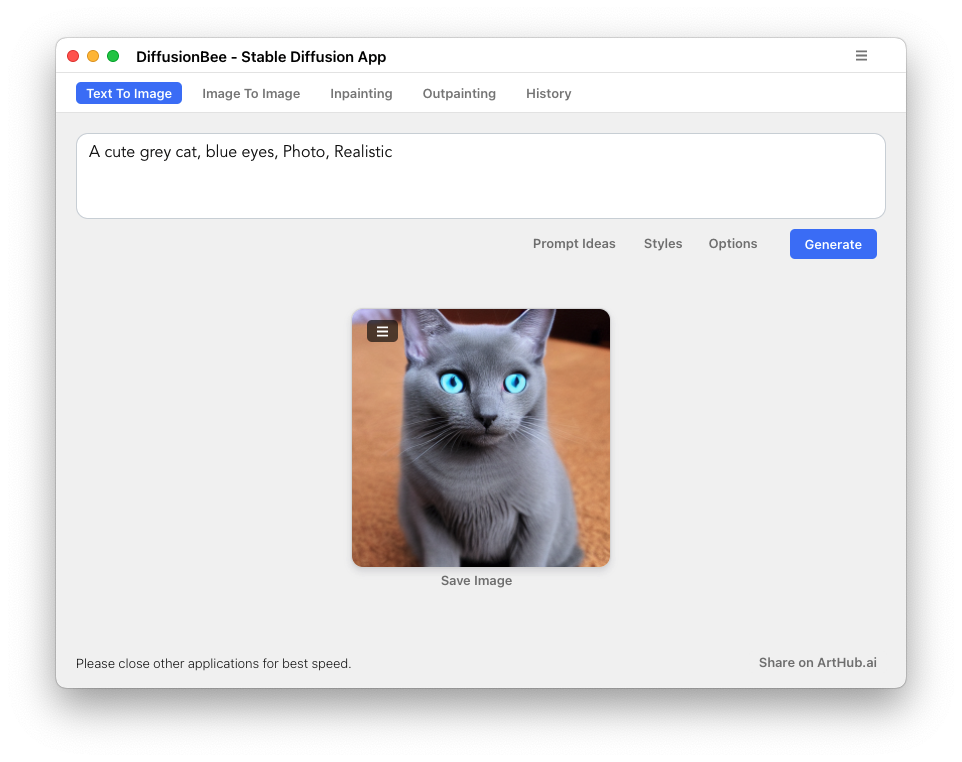 DiffusionBee - Stable Diffusion App
Text To Image Image To Image Inpainting Outpainting History
A cute grey cat, blue eyes, Photo, Realistic
Prompt Ideas Styles Options Generate
Save Image
Please close other applications for best speed. Share on ArtHub.ai